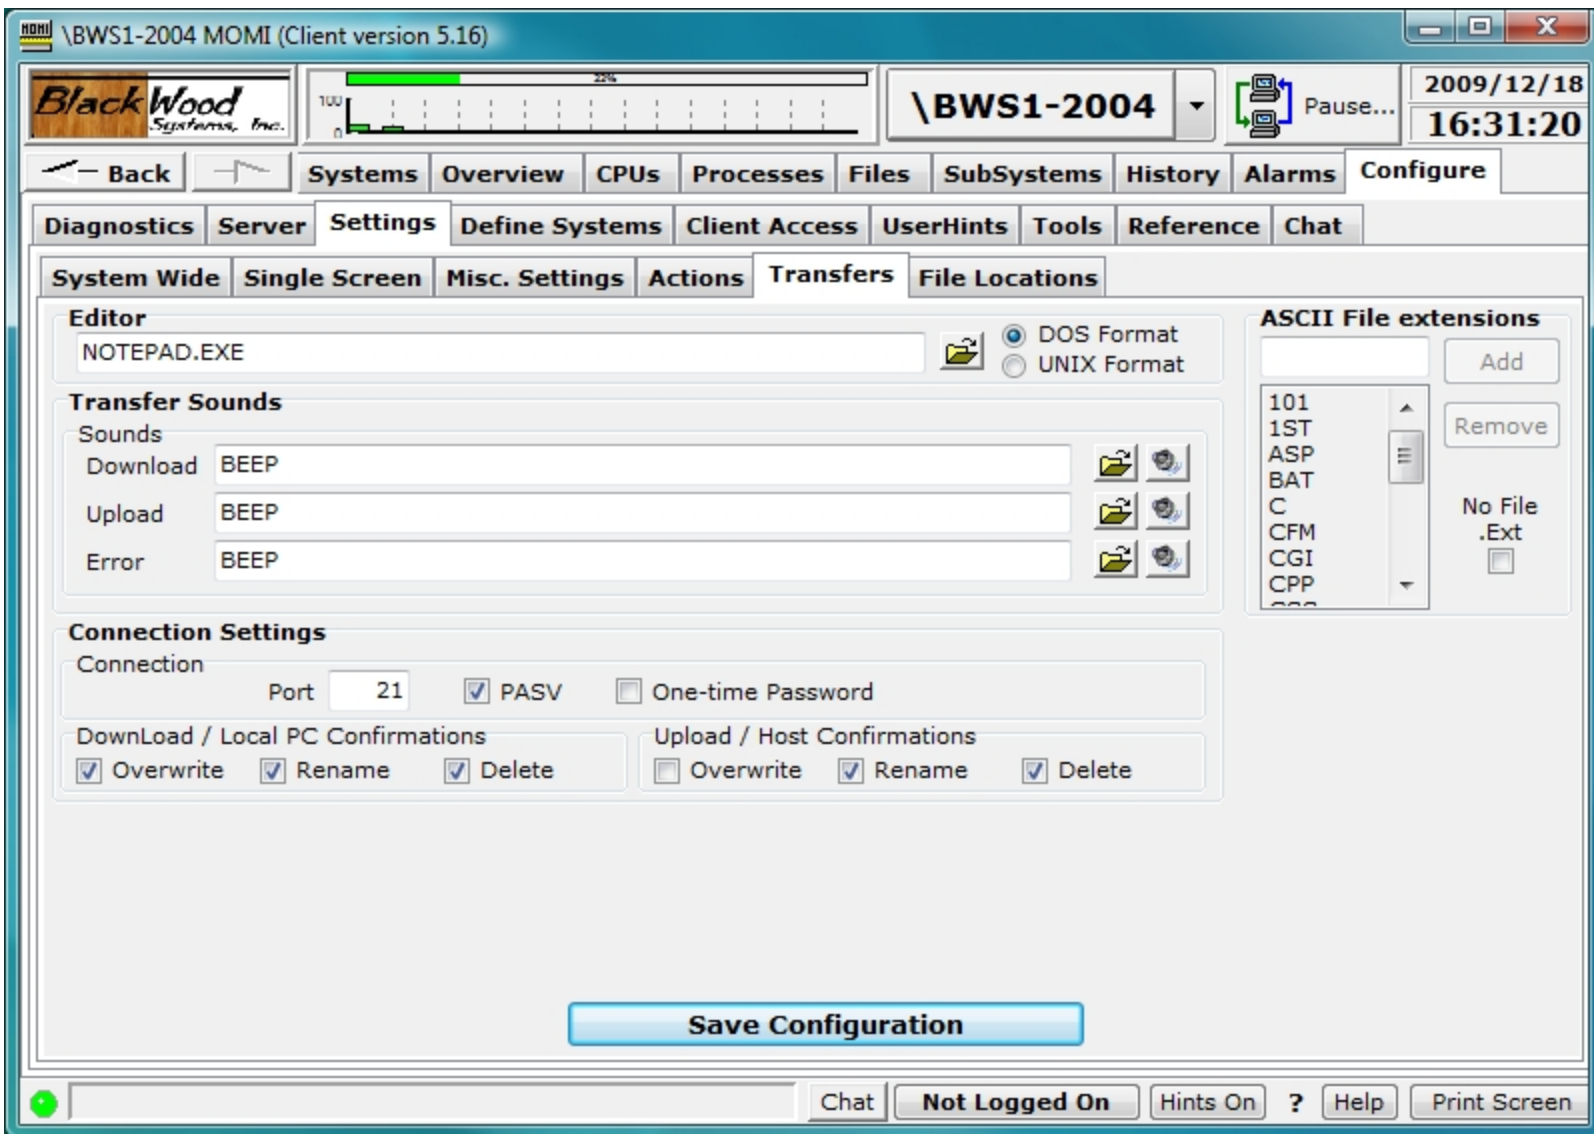 MOMI \BWS1-2004 MOMI (Client version 5.16)
BlackWood
Systems, Inc.
22%
100
0
\BWS1-2004
Pause...
2009/12/18
16:31:20
Back Systems Overview CPUs Processes Files SubSystems History Alarms Configure
Diagnostics Server Settings Define Systems Client Access UserHints Tools Reference Chat
System Wide Single Screen Misc. Settings Actions Transfers File Locations
Editor
NOTEPAD.EXE
DOS Format
UNIX Format
Transfer Sounds
Sounds
Download BEEP
Upload BEEP
Error BEEP
ASCII File extensions
Add
Remove
101
1ST
ASP
BAT
C
CFM
CGI
CPP
No File
.Ext
Connection Settings
Connection
Port 21 PASV One-time Password
DownLoad / Local PC Confirmations
Overwrite Rename Delete
Upload / Host Confirmations
Overwrite Rename Delete
Save Configuration
Chat Not Logged On Hints On ? Help Print Screen